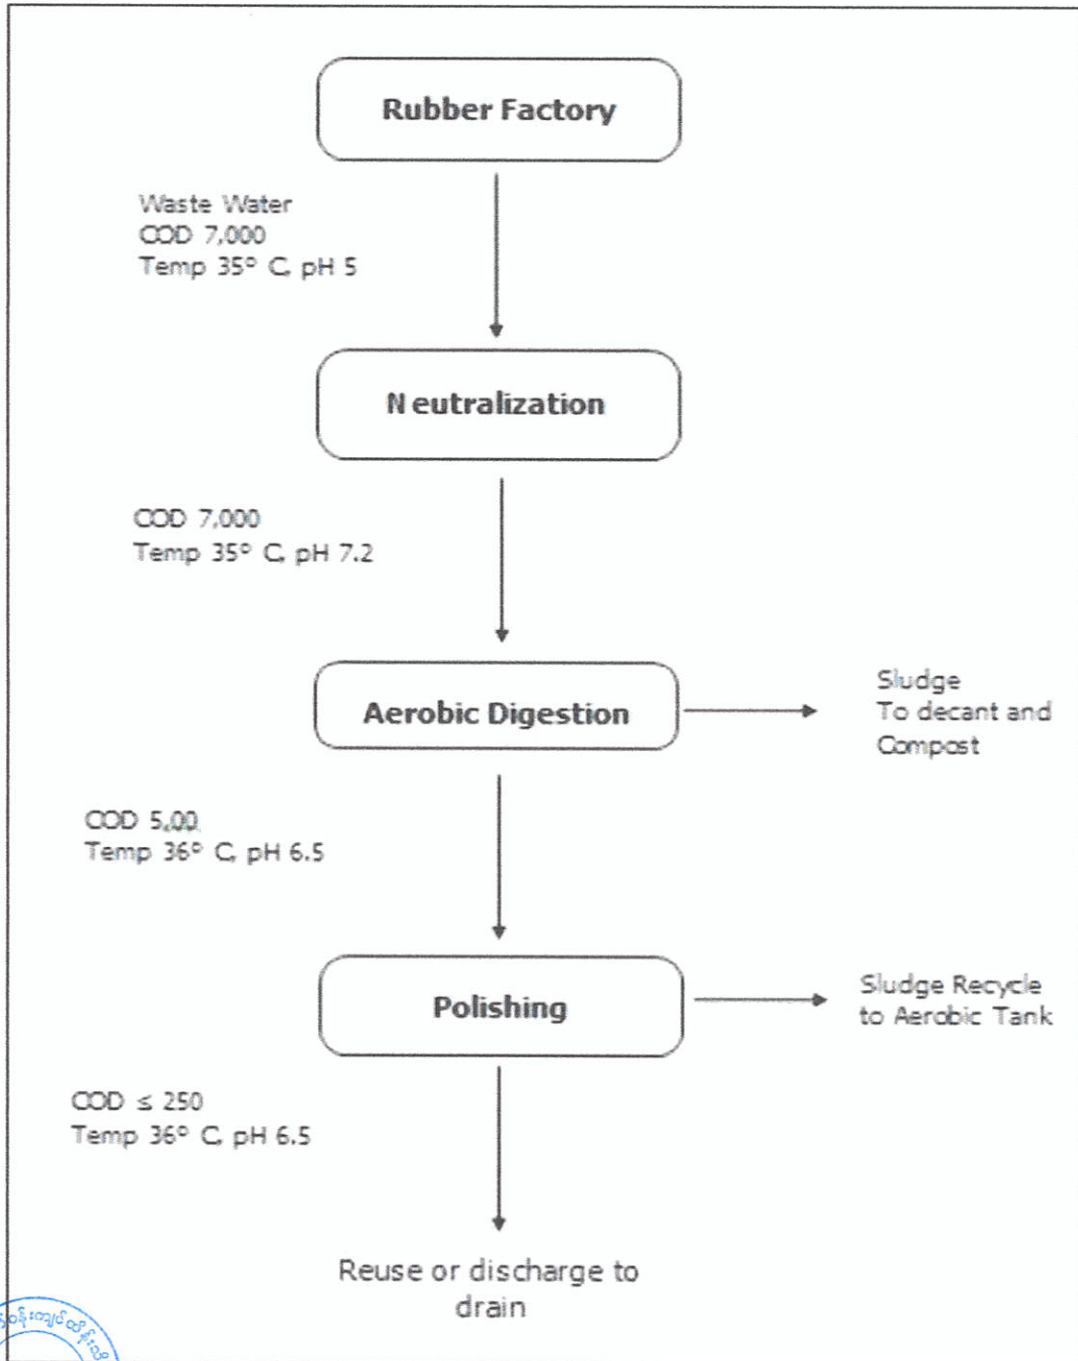 Rubber Factory
Waste Water
COD 7,000
Temp 35° C, pH 5
Neutralization
COD 7,000
Temp 35° C, pH 7.2
Aerobic Digestion
Sludge
To decant and
Compost
COD 5,00
Temp 36° C, pH 6.5
Polishing
Sludge Recycle
to Aerobic Tank
COD ≤ 250
Temp 36° C, pH 6.5
Reuse or discharge to
drain